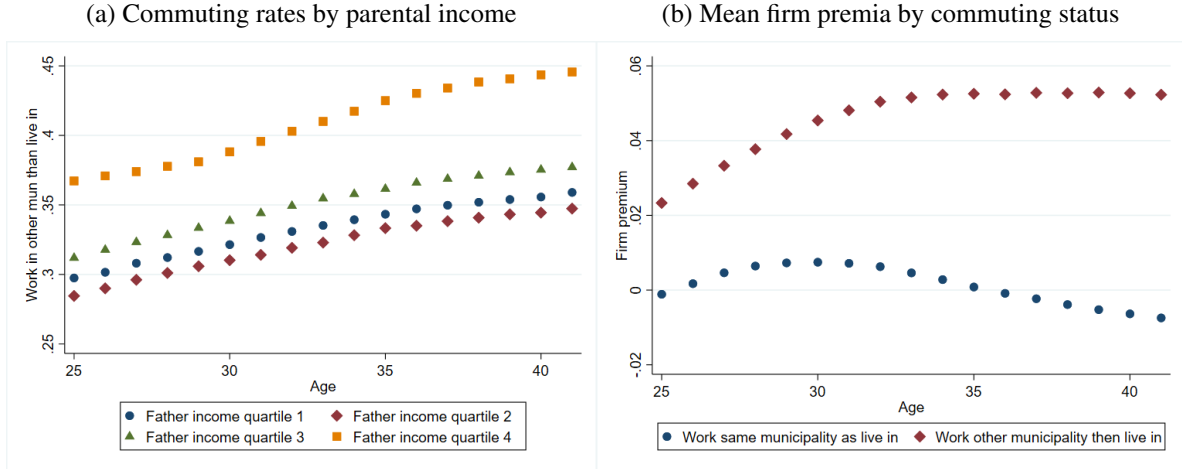 (a) Commuting rates by parental income
Work in other mun than live in
.45
.4
.35
.3
.25
25 30 35 40
Age
Father income quartile 1 Father income quartile 2
Father income quartile 3 Father income quartile 4
(b) Mean firm premia by commuting status
Firm premium
.06
.04
.02
0
-.02
25 30 35 40
Age
Work same municipality as live in Work other municipality then live in